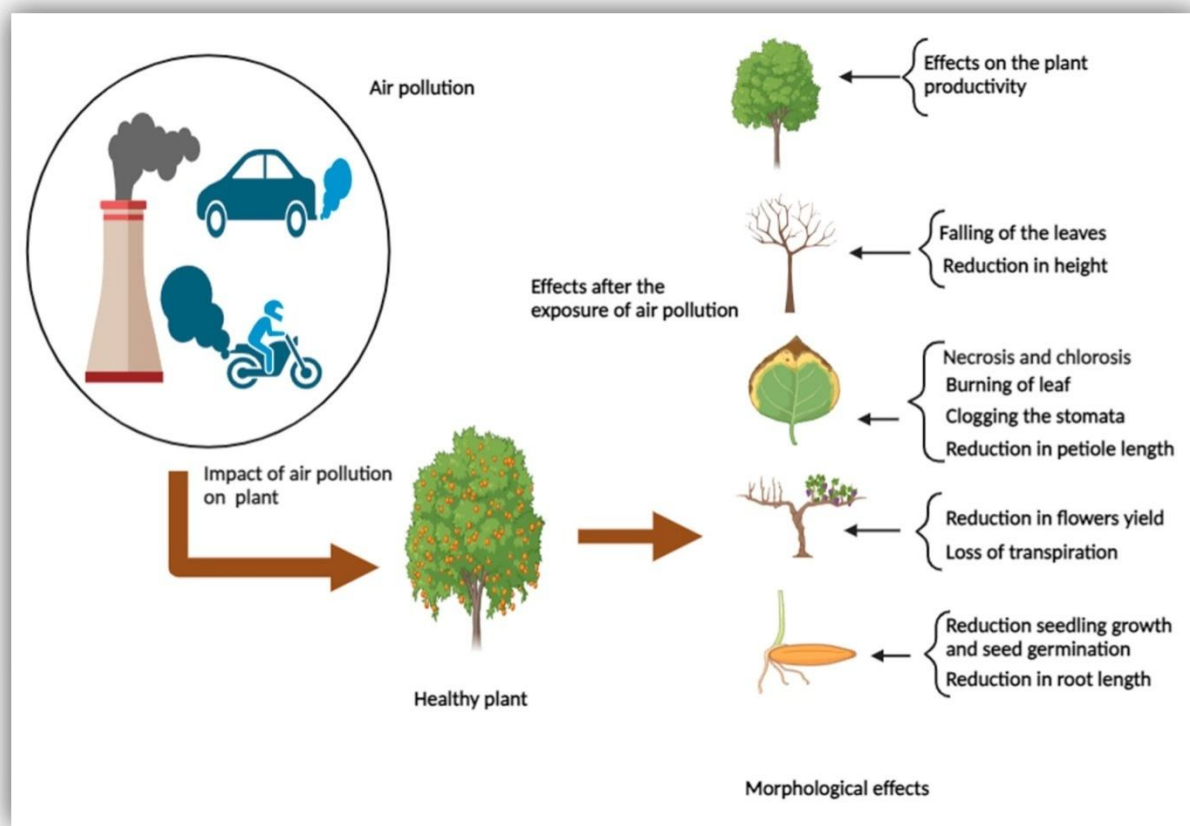 Air pollution
Impact of air pollution
on plant
Healthy plant
Effects after the
exposure of air pollution
Effects on the plant
productivity
Falling of the leaves
Reduction in height
Necrosis and chlorosis
Burning of leaf
Clogging the stomata
Reduction in petiole length
Reduction in flowers yield
Loss of transpiration
Reduction seedling growth
and seed germination
Reduction in root length
Morphological effects